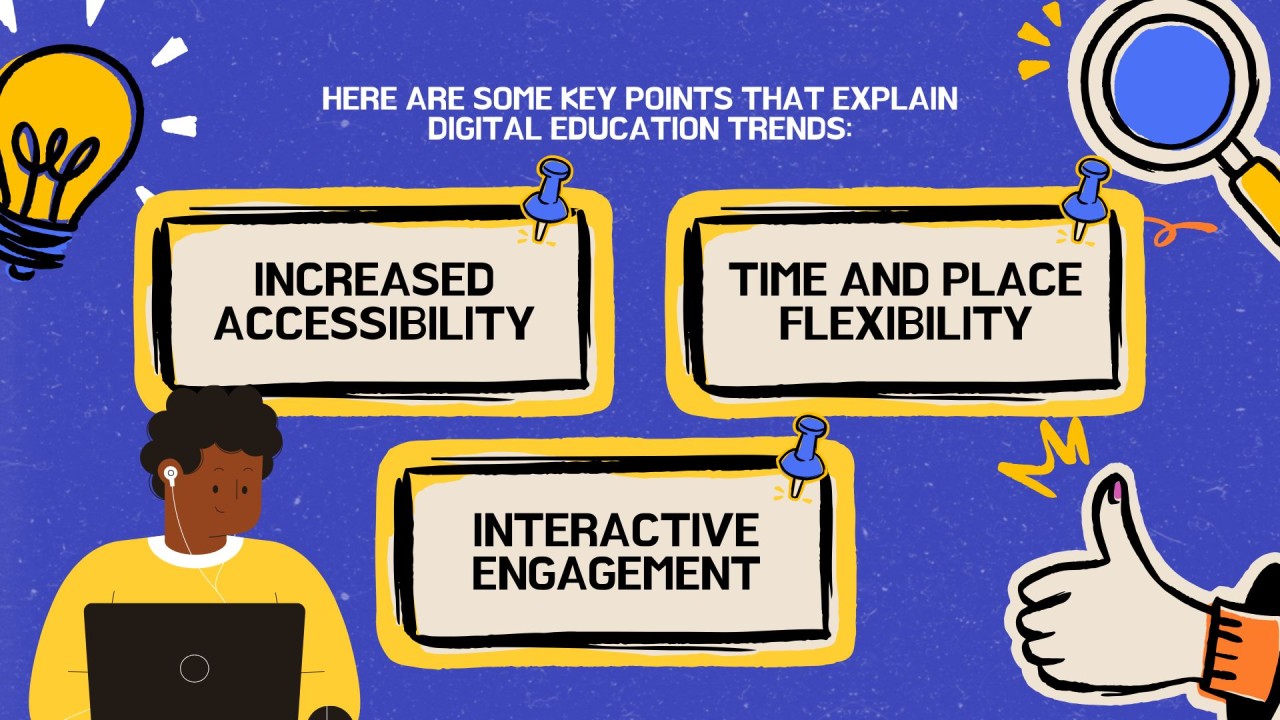 HERE ARE SOME KEY POINTS THAT EXPLAIN
DIGITAL EDUCATION TRENDS:
INCREASED
ACCESSIBILITY
TIME AND PLACE
FLEXIBILITY
INTERACTIVE
ENGAGEMENT